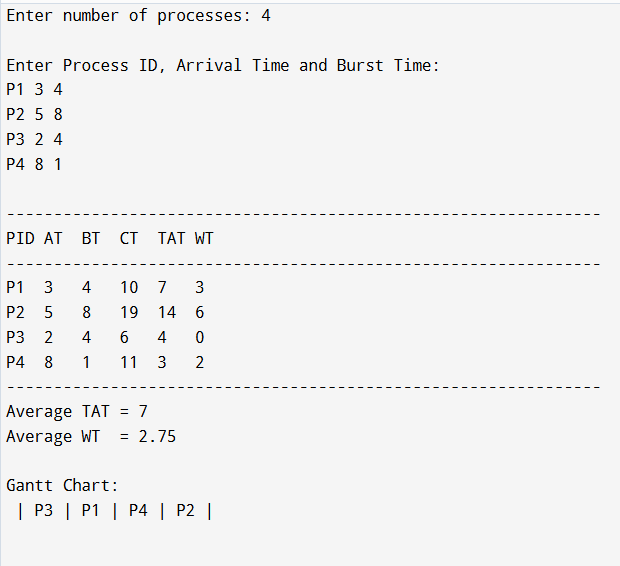 Enter number of processes: 4
Enter Process ID, Arrival Time and Burst Time:
P1 3 4
P2 5 8
P3 2 4
P4 8 1
---------------------------------------------------------------
PID AT  BT  CT  TAT WT
---------------------------------------------------------------
P1  3   4   10  7   3
P2  5   8   19  14  6
P3  2   4   6   4   0
P4  8   1   11  3   2
---------------------------------------------------------------
Average TAT = 7
Average WT  = 2.75
Gantt Chart:
 | P3 | P1 | P4 | P2 |